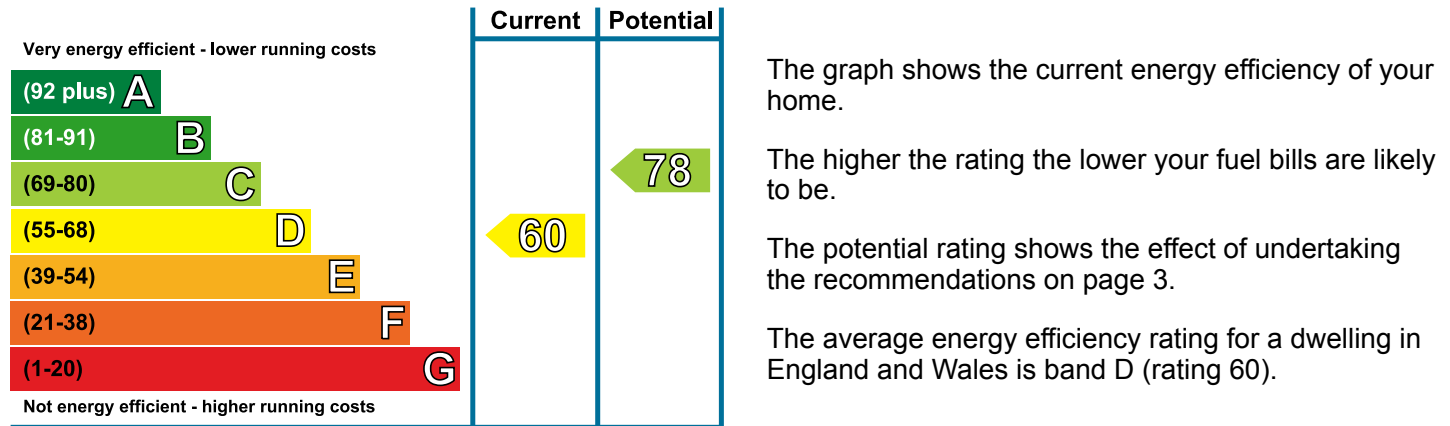 Current Potential
Very energy efficient - lower running costs
(92 plus) A
(81-91) B
(69-80) C
78
(55-68) D
60
(39-54) E
(21-38) F
(1-20) G
Not energy efficient - higher running costs
The graph shows the current energy efficiency of your
home.
The higher the rating the lower your fuel bills are likely
to be.
The potential rating shows the effect of undertaking
the recommendations on page 3.
The average energy efficiency rating for a dwelling in
England and Wales is band D (rating 60).